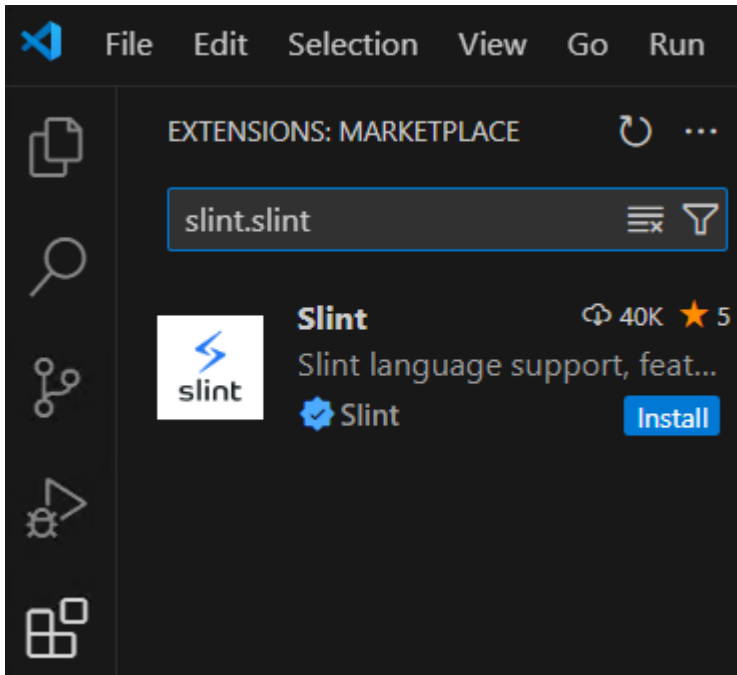 File Edit Selection View Go Run
EXTENSIONS: MARKETPLACE
slint.slint
Slint 40K 5
slint
Slint language support, feat...
Slint Install